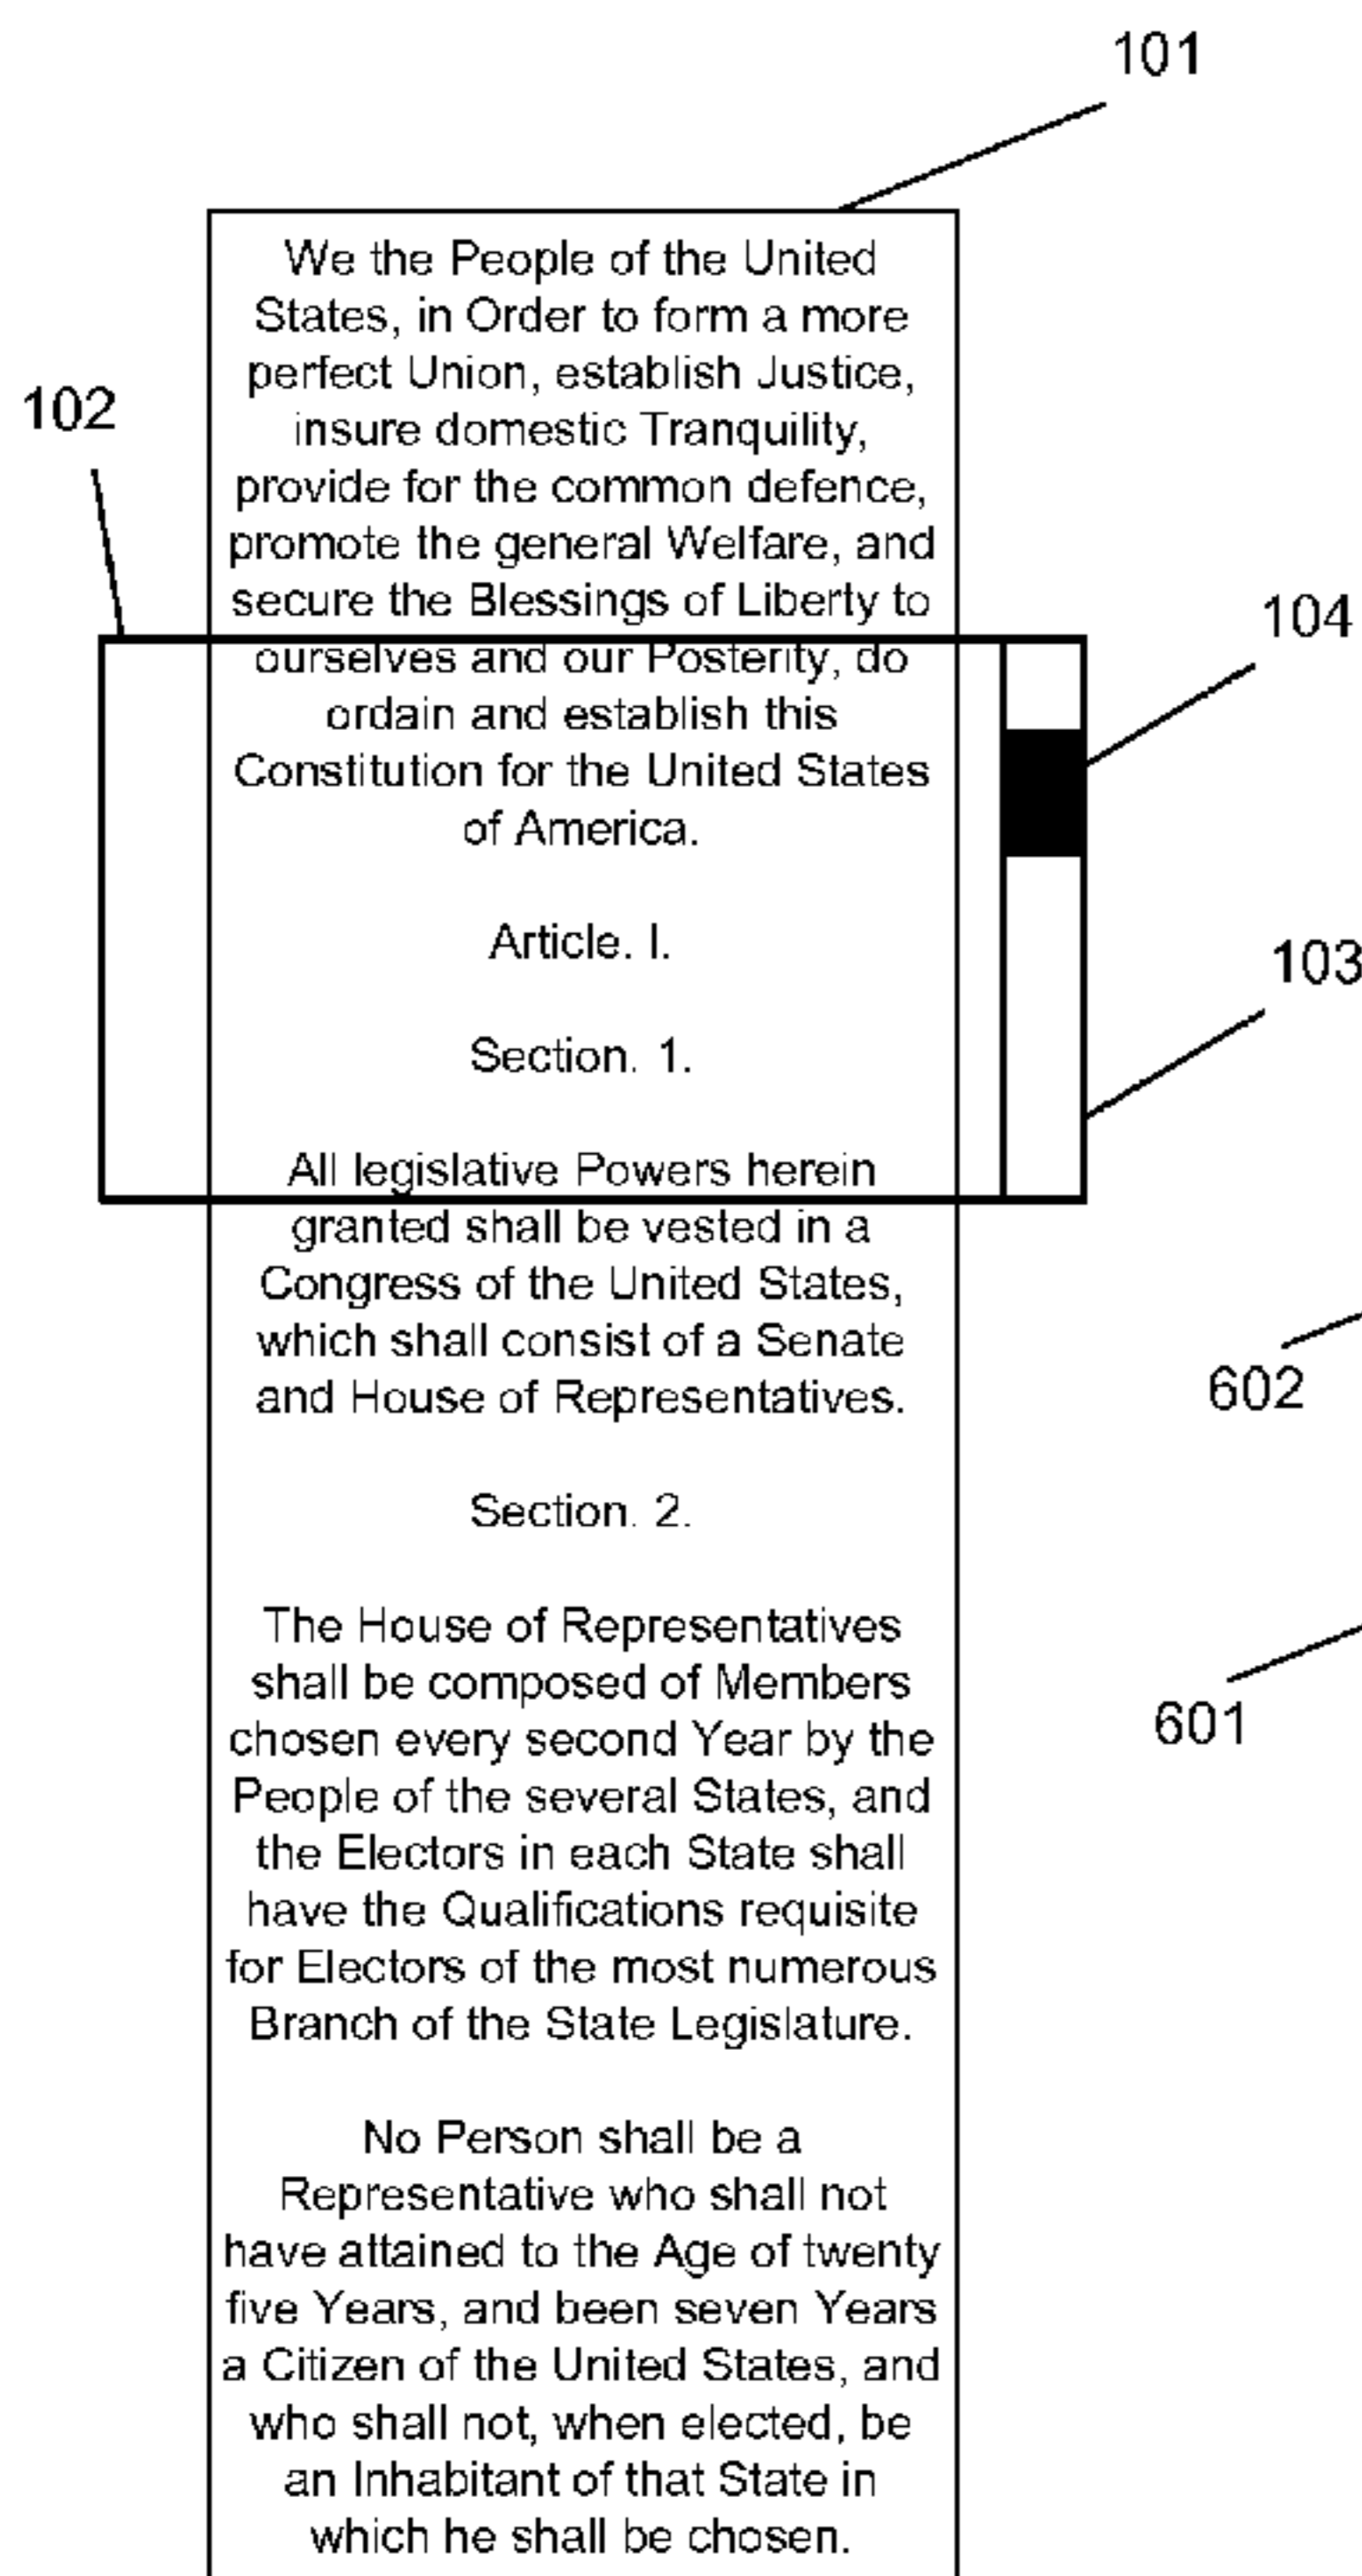 101
We the People of the United
States, in Order to form a more
perfect Union, establish Justice,
102
insure domestic Tranquility,
provide for the common defence,
promote the general Welfare, and
secure the Blessings of Liberty to
104
ourselves and our Posterity, do
ordain and establish this
Constitution for the United States
of America.
Article. I.
103
Section. 1.
All legislative Powers herein
granted shall be vested in a
Congress of the United States,
which shall consist of a Senate
602
and House of Representatives.
Section. 2.
The House of Representatives
shall be composed of Members
601
chosen every second Year by the
People of the several States, and
the Electors in each State shall
have the Qualifications requisite
for Electors of the most numerous
Branch of the State Legislature.
No Person shall be a
Representative who shall not
have attained to the Age of twenty
five Years, and been seven Years
a Citizen of the United States, and
who shall not, when elected, be
an Inhabitant of that State in
which he shall be chosen.